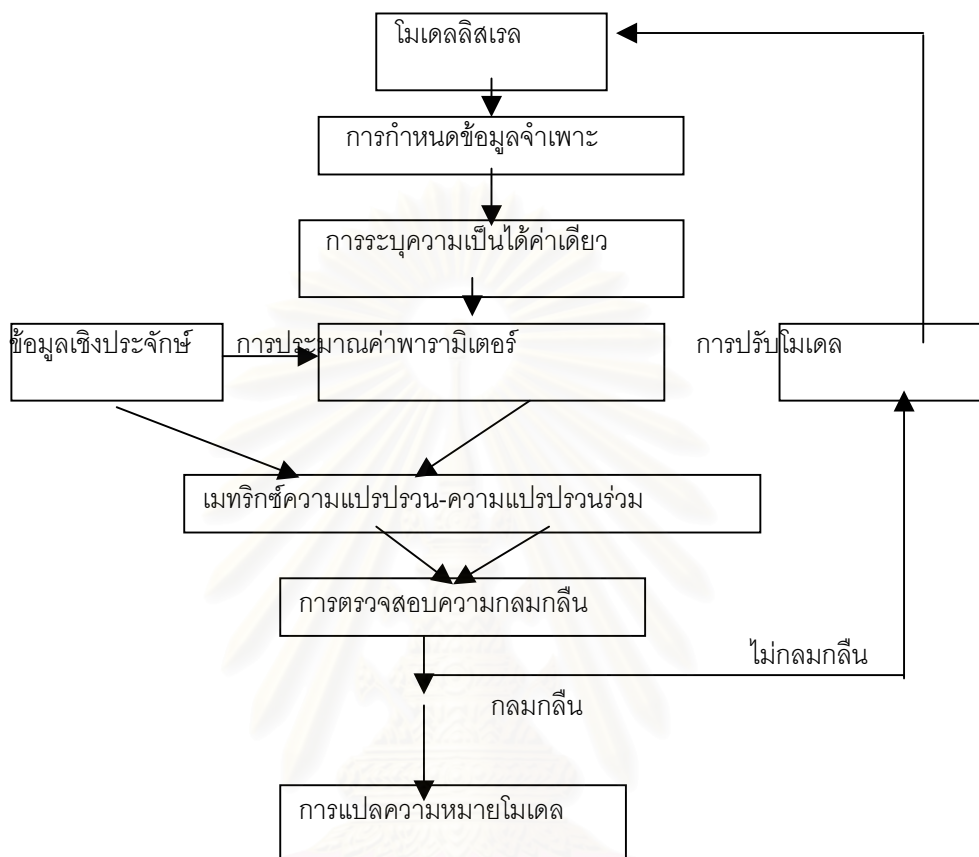 โมเดลลิสเรล
การกำหนดข้อมูลจำเพาะ
การระบุความเป็นได้ค่าเดียว
ข้อมูลเชิงประจักษ์
การประมาณค่าพารามิเตอร์
การปรับโมเดล
เมทริกซ์ความแปรปรวน-ความแปรปรวนร่วม
การตรวจสอบความกลมกลืน
ไม่กลมกลืน
กลมกลืน
การแปลความหมายโมเดล